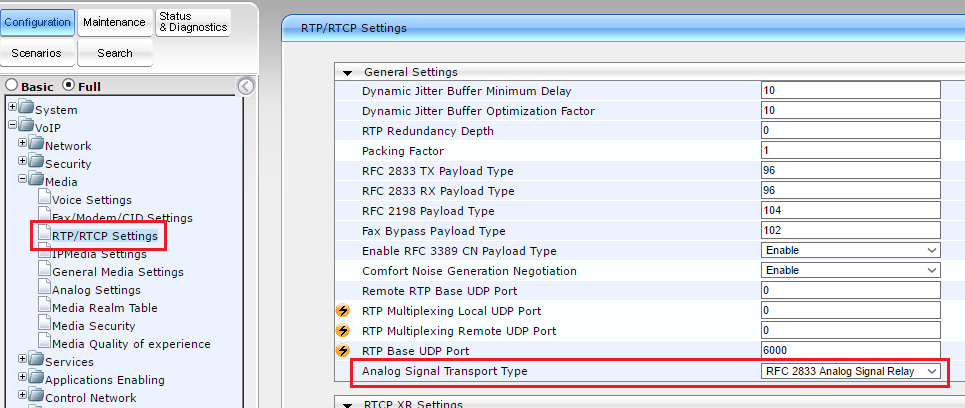 Configuration
Maintenance
Status
& Diagnostics
Scenarios
Search
Basic Full
System
VoIP
Network
Security
Media
Voice Settings
Fax/Modem/CID Settings
RTP/RTCP Settings
IPMedia Settings
General Media Settings
Analog Settings
Media Realm Table
Media Security
Media Quality of experience
Services
Applications Enabling
Control Network
RTP/RTCP Settings
General Settings
Dynamic Jitter Buffer Minimum Delay 10
Dynamic Jitter Buffer Optimization Factor 10
RTP Redundancy Depth 0
Packing Factor 1
RFC 2833 TX Payload Type 96
RFC 2833 RX Payload Type 96
RFC 2198 Payload Type 104
Fax Bypass Payload Type 102
Enable RFC 3389 CN Payload Type Enable
Comfort Noise Generation Negotiation Enable
Remote RTP Base UDP Port 0
RTP Multiplexing Local UDP Port 0
RTP Multiplexing Remote UDP Port 0
RTP Base UDP Port 6000
Analog Signal Transport Type RFC 2833 Analog Signal Relay
RTCP XR Settings